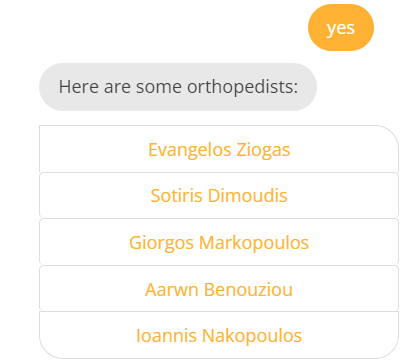 yes
Here are some orthopedists:
Evangelos Ziogas
Sotiris Dimoudis
Giorgos Markopoulos
Aarwn Benouziou
Ioannis Nakopoulos